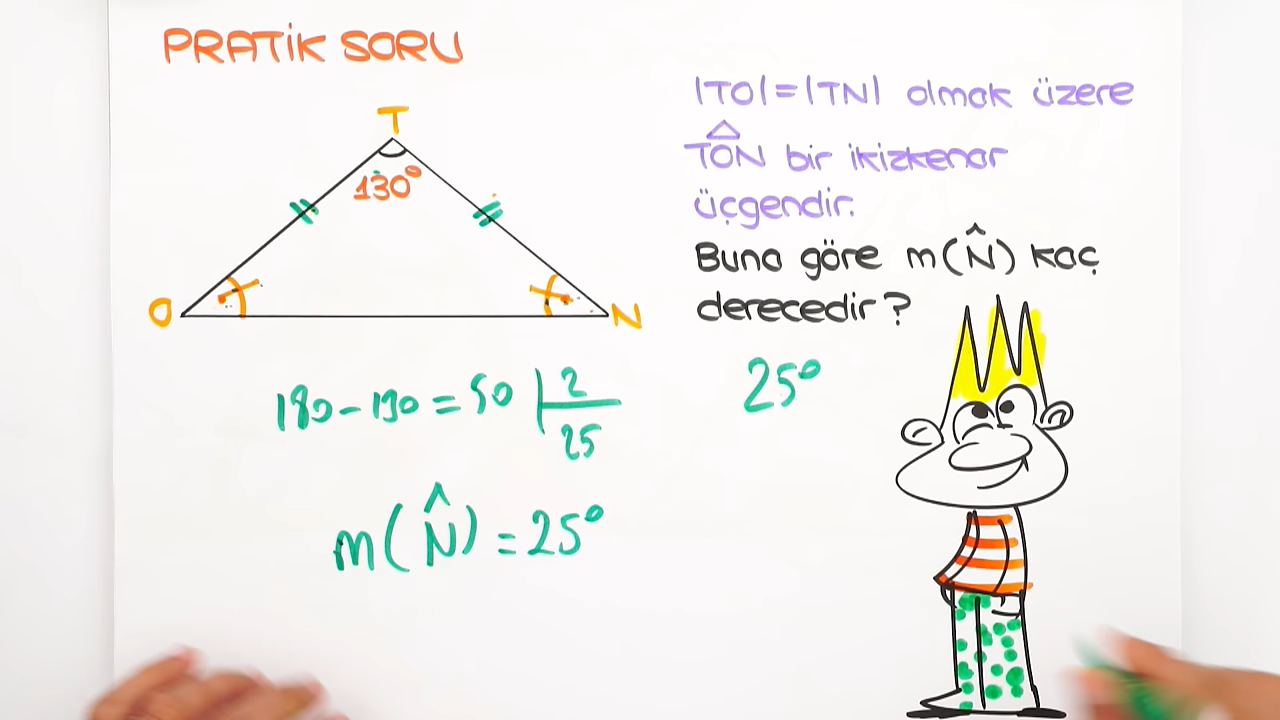 PRATİK SORU
T
130°
O
N
|TO|=|TN| olmak üzere
TON bir ikizkenar
üçgendir.
Buna göre m(N̂) kaç
derecedir?
25°
180-130=50 | 2
25
m(N̂)=25°